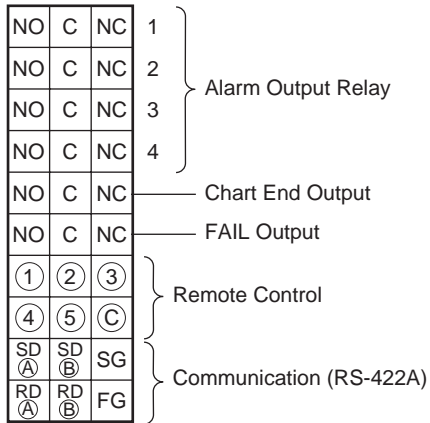 NO C NC 1
NO C NC 2
Alarm Output Relay
NO C NC 3
NO C NC 4
NO C NC Chart End Output
NO C NC FAIL Output
① ② ③
Remote Control
④ ⑤ Ⓒ
SD Ⓐ SD Ⓑ SG
Communication (RS-422A)
RD Ⓐ RD Ⓑ FG